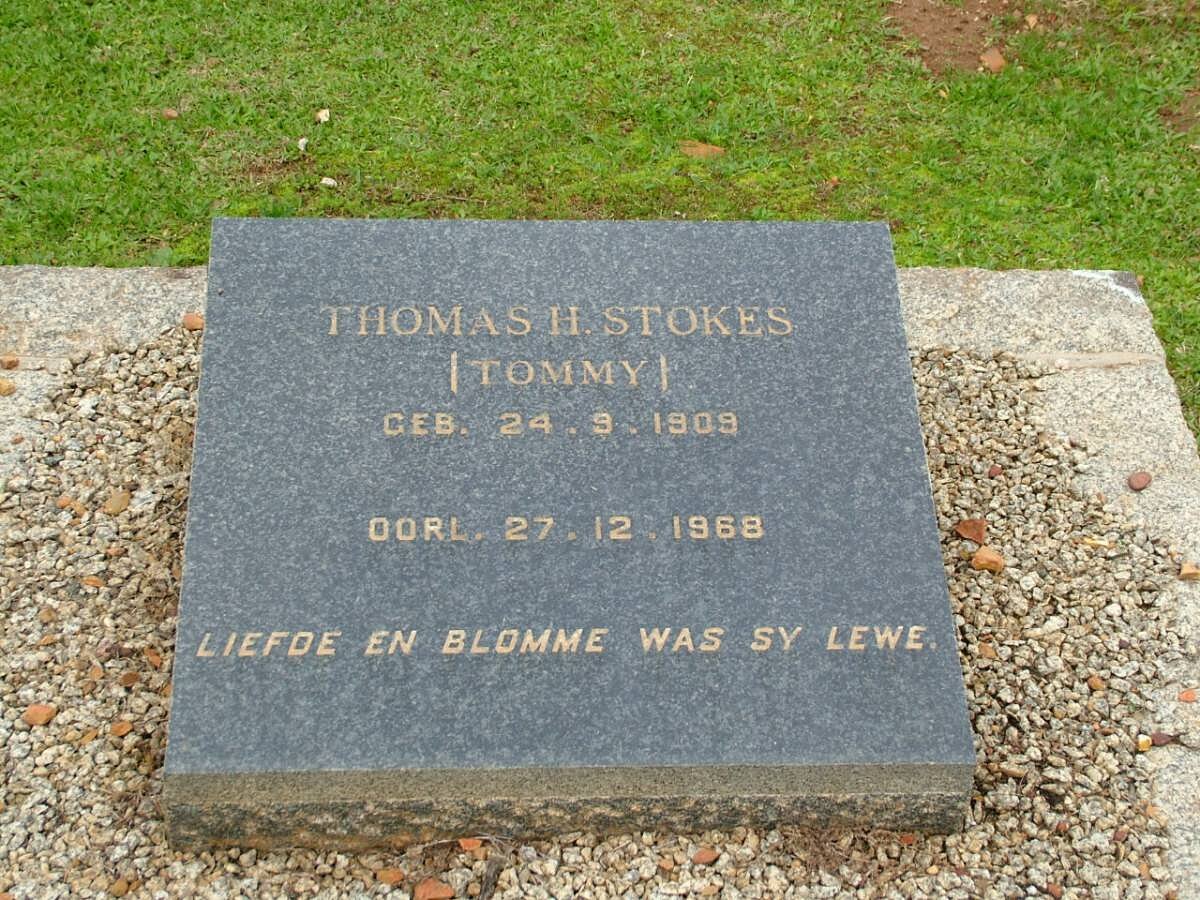 THOMAS H. STOKES
(TOMMY)
GEB. 24.9.1909
OORL. 27.12.1968
LIEFDE EN BLOMME WAS SY LEWE.